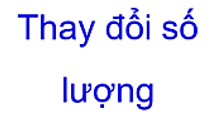 Thay đổi số
lượng